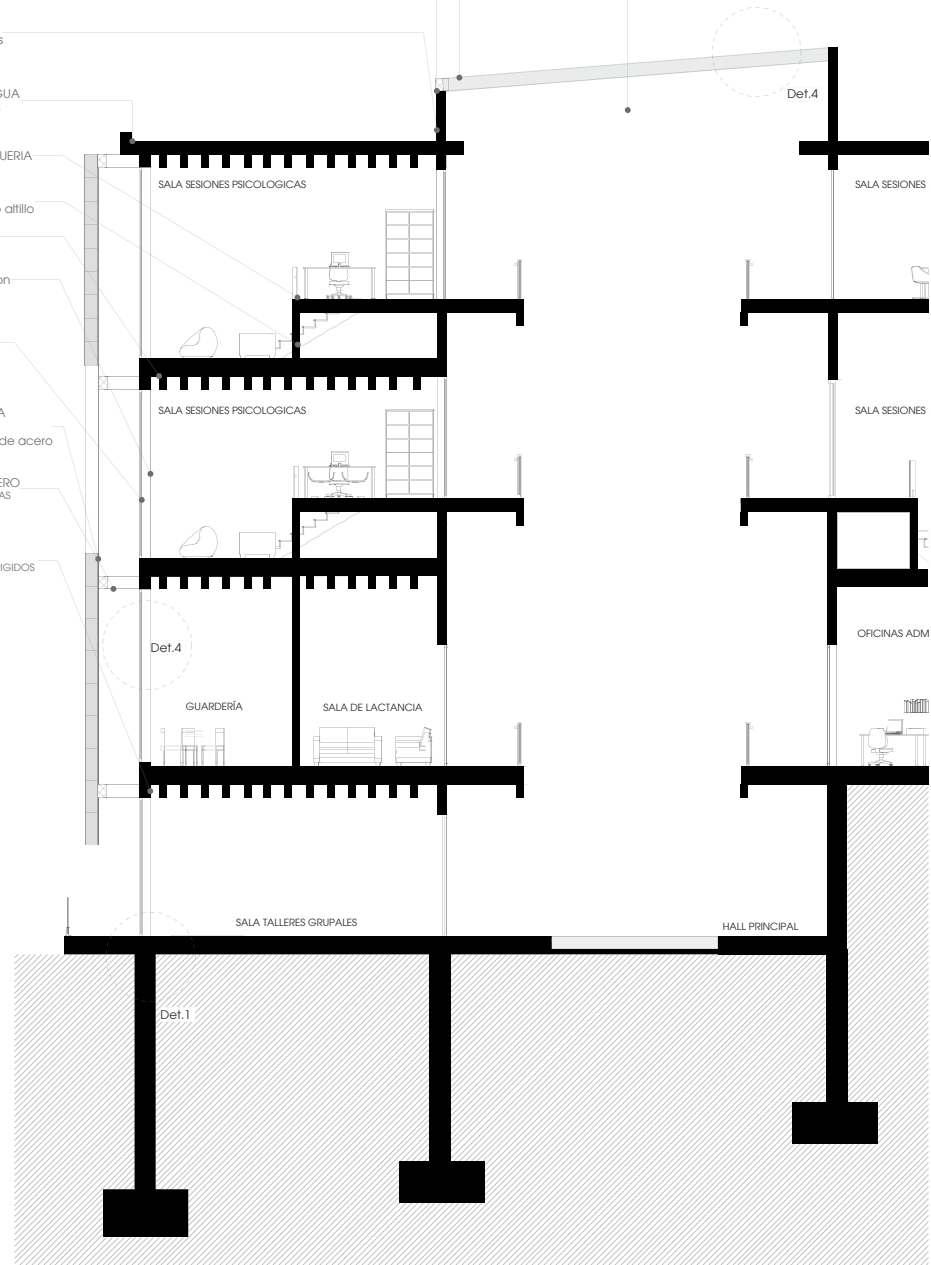 s
GUA
Det.4
UERIA
SALA SESIONES PSICOLOGICAS
SALA SESIONES
altillo
on
A
SALA SESIONES PSICOLOGICAS
SALA SESIONES
de acero
ERO
AS
IGIDOS
OFICINAS ADM
Det.4
GUARDERÍA
SALA DE LACTANCIA
SALA TALLERES GRUPALES
HALL PRINCIPAL
Det.1